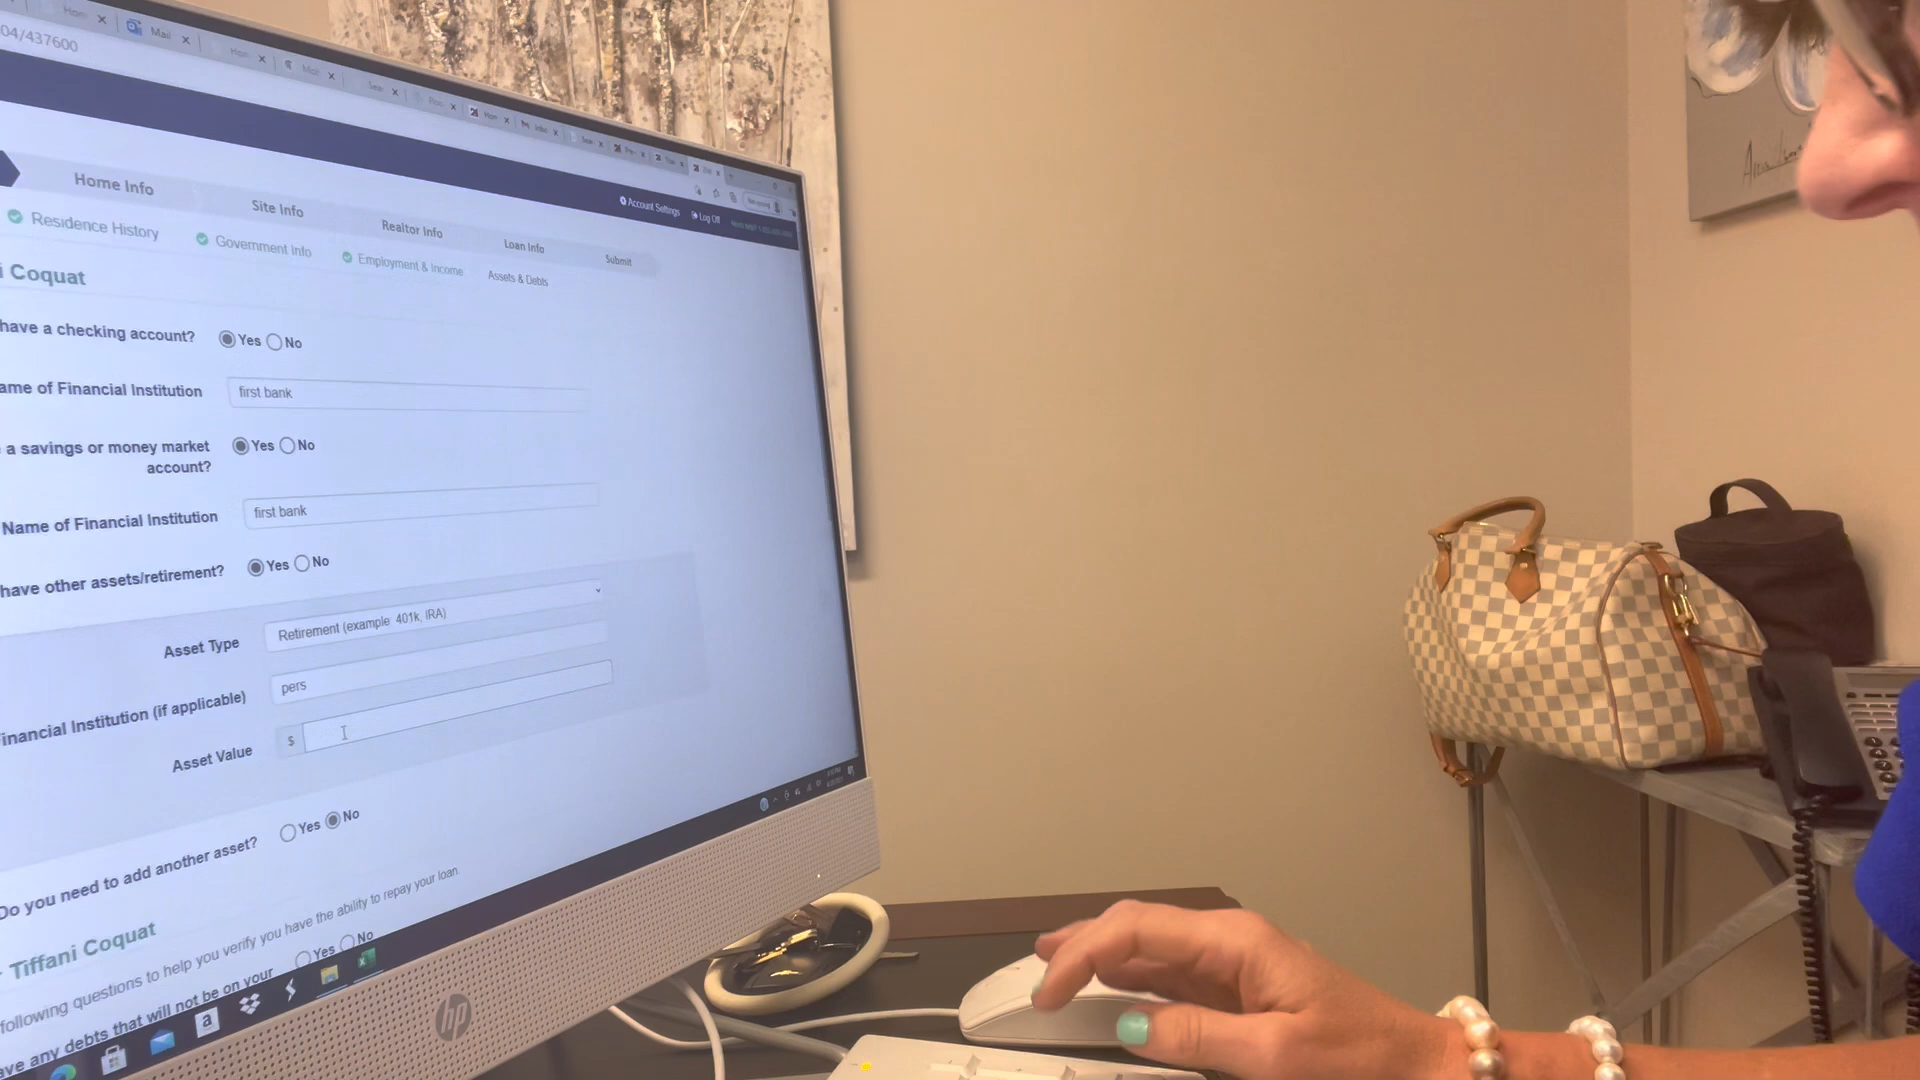 04/437600
Account Settings Log Off
Home Info
Site Info
Realtor Info
Loan Info
Submit
Residence History
Government Info
Employment & Income
Assets & Debts
i Coquat
have a checking account? Yes No
ame of Financial Institution first bank
a savings or money market
account? Yes No
Name of Financial Institution first bank
have other assets/retirement? Yes No
Asset Type Retirement (example 401k, IRA)
inancial Institution (if applicable) pers
Asset Value $
Do you need to add another asset? Yes No
- Tiffani Coquat
following questions to help you verify you have the ability to repay your loan.
ave any debts that will not be on your Yes No
a
hp